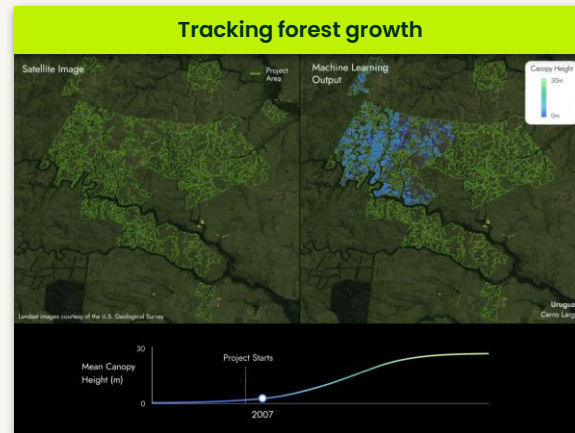 Tracking forest growth
Satellite Image
Project
Area
Machine Learning
Output
Canopy Height
30m
0m
Landsat images courtesy of the U.S. Geological Survey
Urugua
Cerro Larg
30
Mean Canopy
Height (m)
0
Project Starts
2007